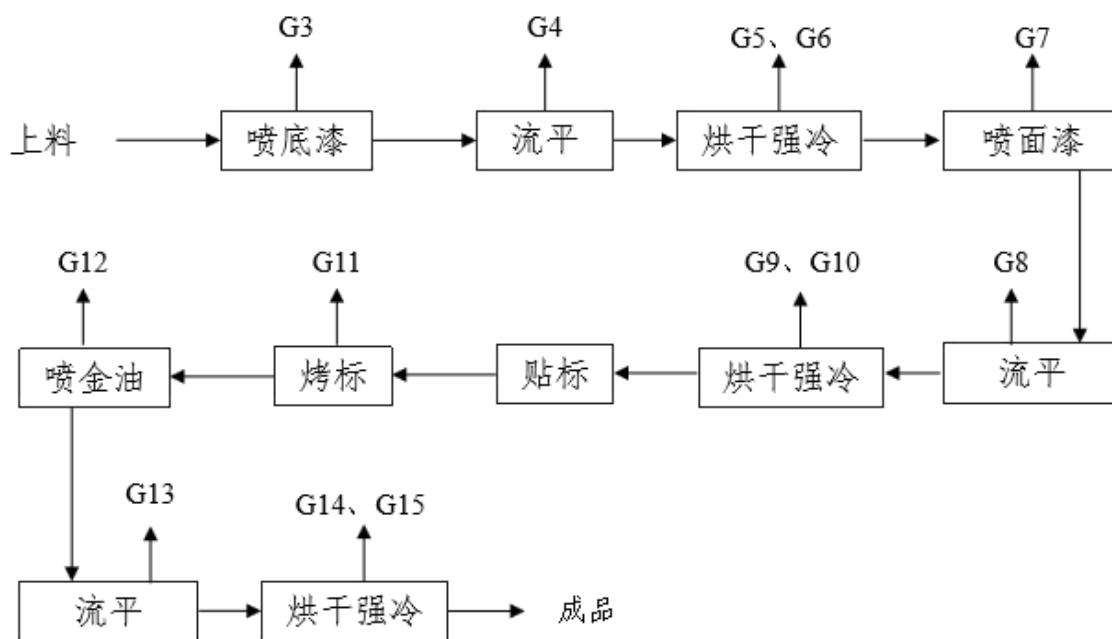 G3 G4 G5、G6 G7
上料 喷底漆 流平 烘干强冷 喷面漆
G12 G11 G9、G10 G8
喷金油 烤标 贴标 烘干强冷 流平
G13 G14、G15
流平 烘干强冷 成品